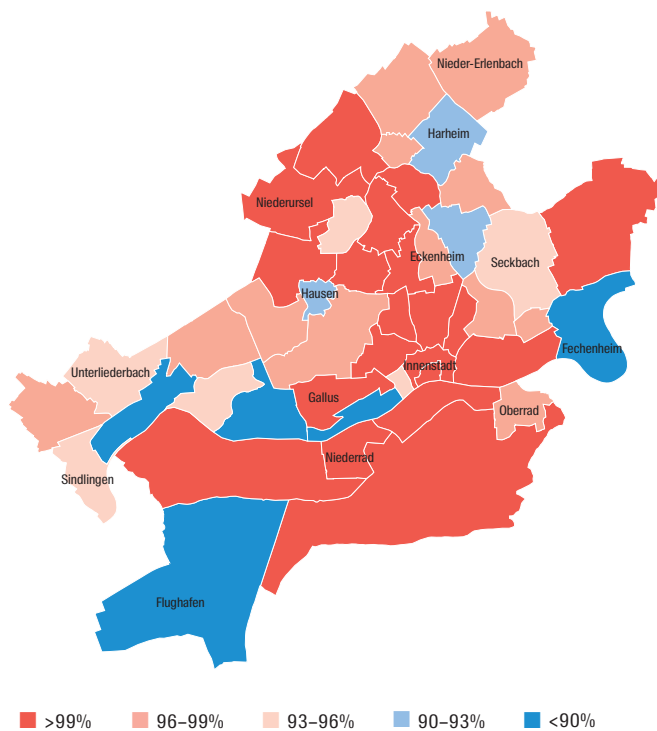 Nieder-Erlenbach
Harheim
Niederursel
Eckenheim
Seckbach
Hausen
Fechenheim
Unterliederbach
Innenstadt
Gallus
Oberrad
Niederrad
Sindlingen
Flughafen
>99%
96–99%
93–96%
90–93%
<90%